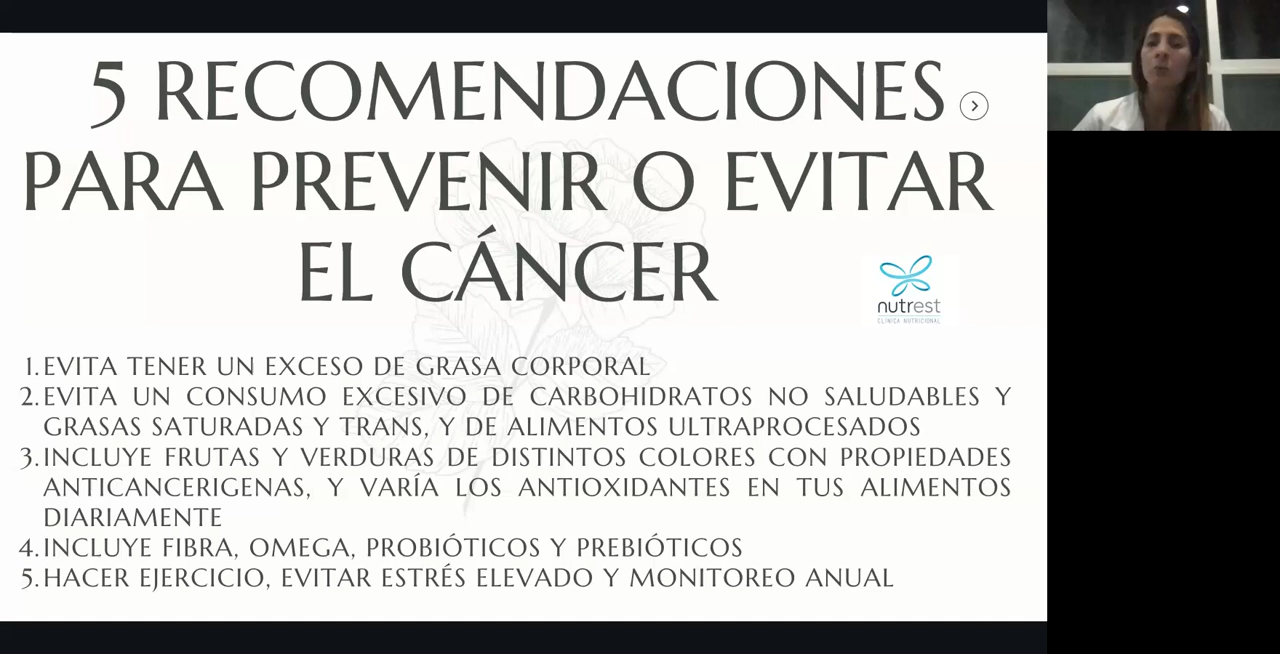 5 RECOMENDACIONES
PARA PREVENIR O EVITAR
EL CÁNCER
nutrest
CLINICA NUTRICIONAL
1. EVITA TENER UN EXCESO DE GRASA CORPORAL
2. EVITA UN CONSUMO EXCESIVO DE CARBOHIDRATOS NO SALUDABLES Y
GRASAS SATURADAS Y TRANS, Y DE ALIMENTOS ULTRAPROCESADOS
3. INCLUYE FRUTAS Y VERDURAS DE DISTINTOS COLORES CON PROPIEDADES
ANTICANCERIGENAS, Y VARÍA LOS ANTIOXIDANTES EN TUS ALIMENTOS
DIARIAMENTE
4. INCLUYE FIBRA, OMEGA, PROBIÓTICOS Y PREBIÓTICOS
5. HACER EJERCICIO, EVITAR ESTRÉS ELEVADO Y MONITOREO ANUAL